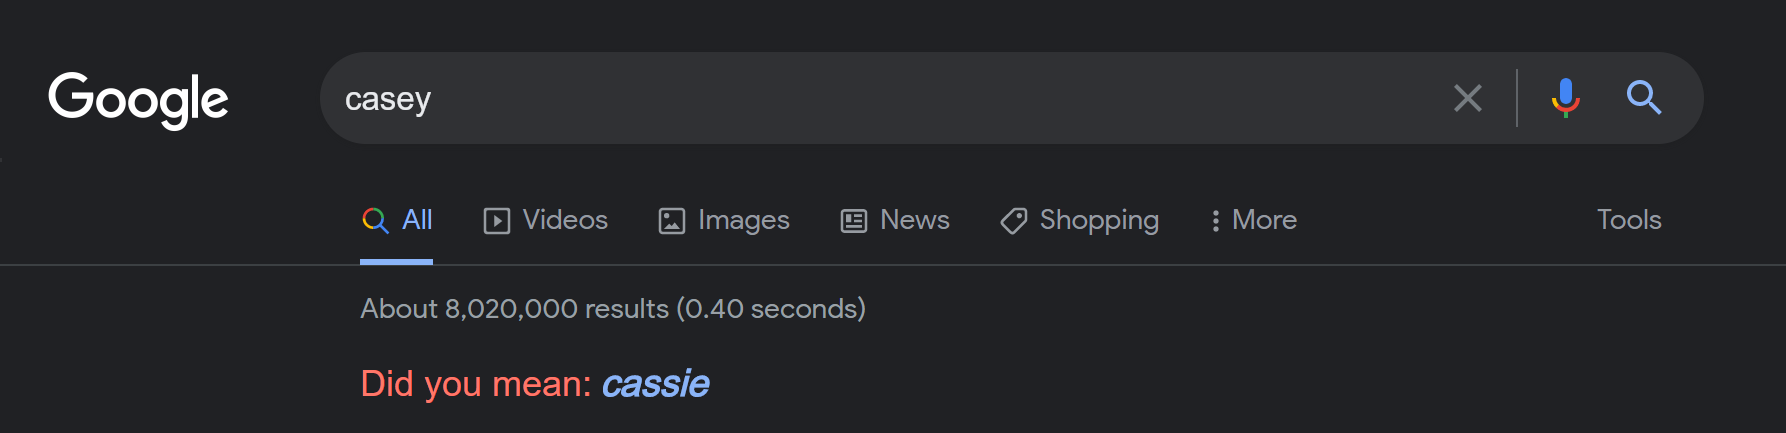 Google casey
All Videos Images News Shopping More Tools
About 8,020,000 results (0.40 seconds)
Did you mean: cassie